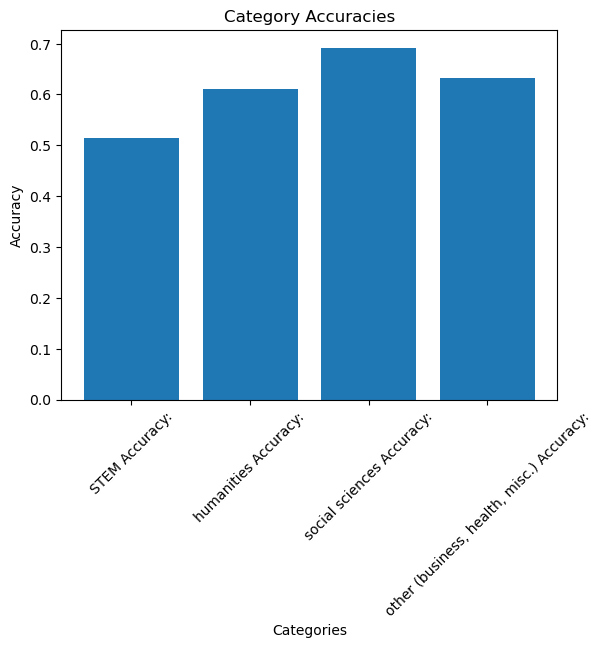 Category Accuracies
Accuracy
0.7
0.6
0.5
0.4
0.3
0.2
0.1
0.0
STEM Accuracy:
humanities Accuracy:
social sciences Accuracy:
other (business, health, misc.) Accuracy:
Categories